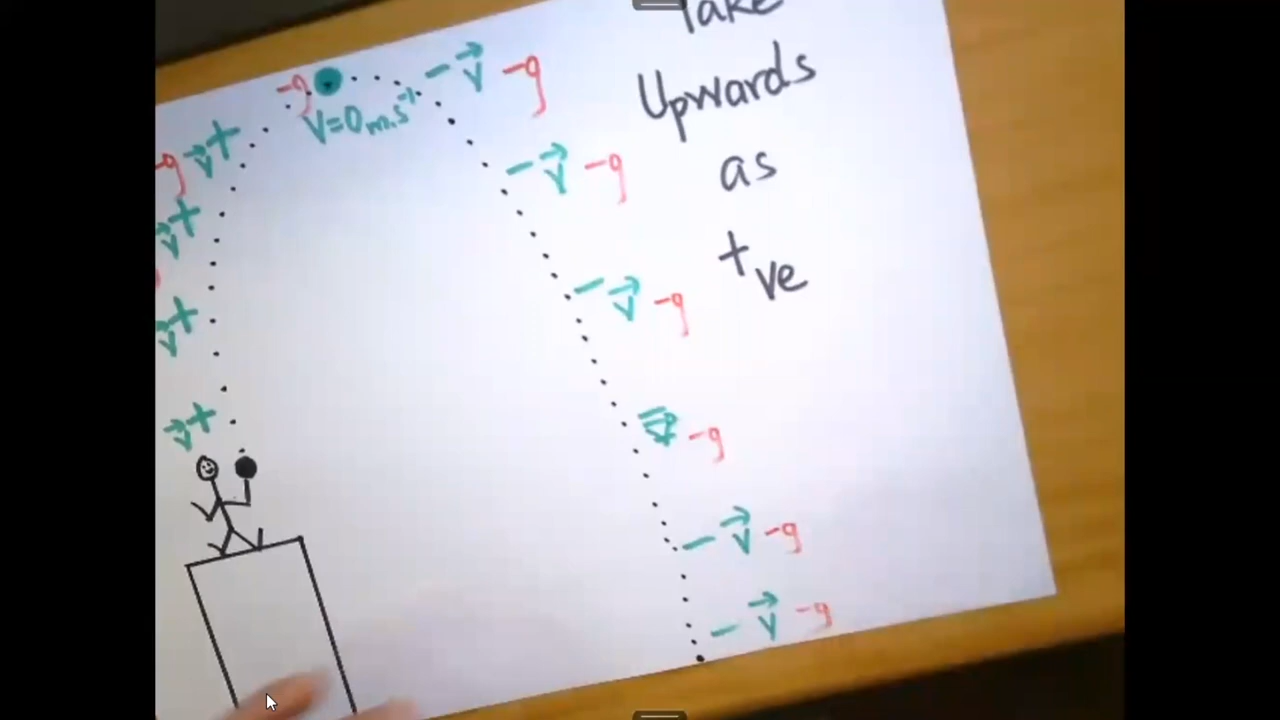 Take
Upwards
as
+ve
-g
V=0m.s⁻¹
-v⃗ -g
-v⃗ -g
-v⃗ -g
-g
-v⃗ -g
-v⃗ -g
-g v⃗+
v⃗+
v⃗+
v⃗+